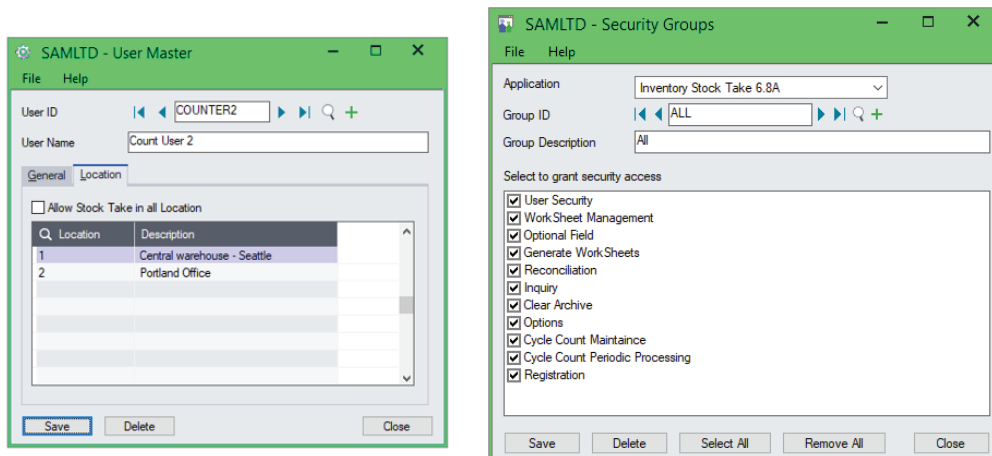 SAMLTD - User Master
File Help
User ID COUNTER2
User Name Count User 2
General Location
Allow Stock Take in all Location
Location Description
1 Central warehouse - Seattle
2 Portland Office
Save Delete Close
SAMLTD - Security Groups
File Help
Application Inventory Stock Take 6.8A
Group ID ALL
Group Description All
Select to grant security access
User Security
WorkSheet Management
Optional Field
Generate WorkSheets
Reconciliation
Inquiry
Clear Archive
Options
Cycle Count Maintaince
Cycle Count Periodic Processing
Registration
Save Delete Select All Remove All Close